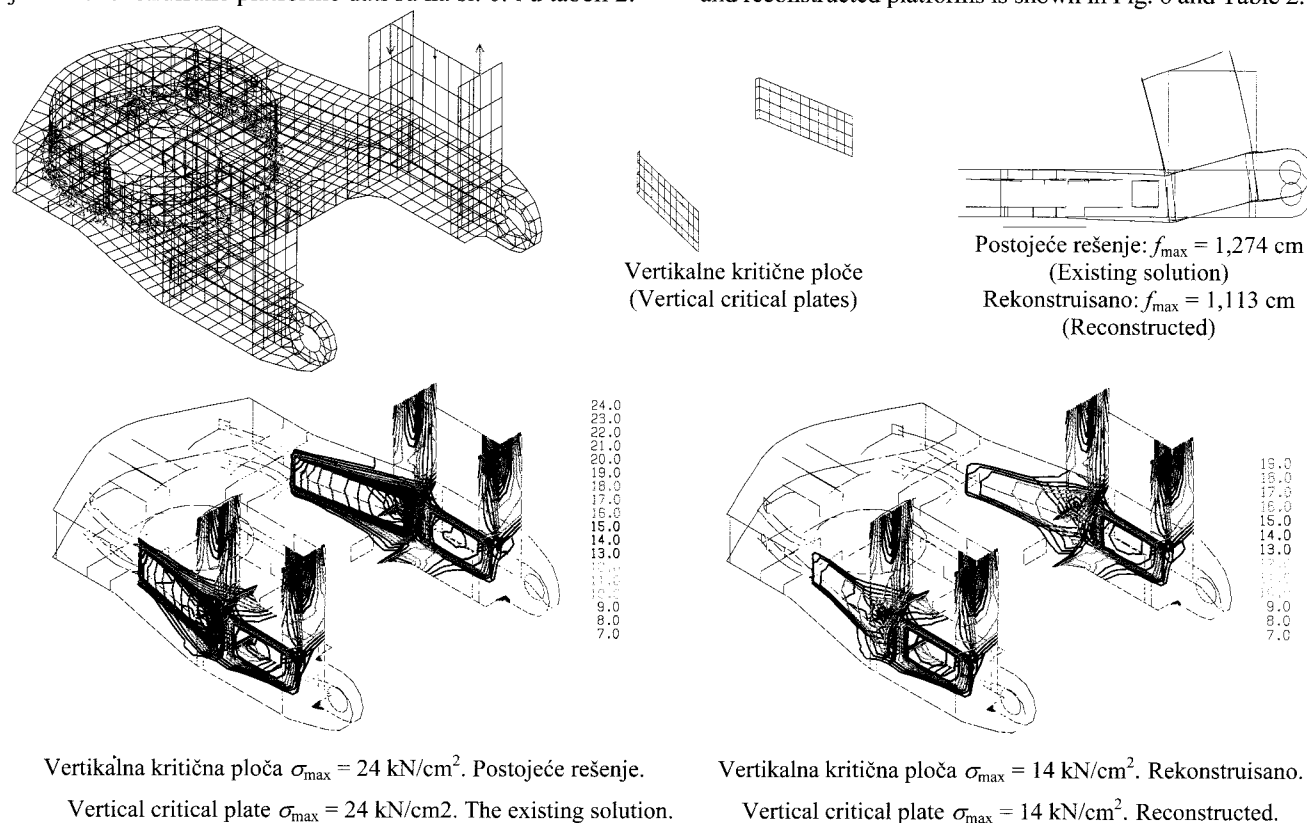 and reconstructed platforms is shown in Fig. 6 and Table 2.
Vertikalne kritične ploče
(Vertical critical plates)
Postojeće rešenje: fmax = 1,274 cm
(Existing solution)
Rekonstruisano: fmax = 1,113 cm
(Reconstructed)
24.0
23.0
22.0
21.0
20.0
19.0
18.0
17.0
16.0
15.0
14.0
13.0
9.0
8.0
7.0
17.0
16.0
15.0
14.0
13.0
9.0
8.0
7.0
Vertikalna kritična ploča σmax = 24 kN/cm². Postojeće rešenje.
Vertical critical plate σmax = 24 kN/cm2. The existing solution.
Vertikalna kritična ploča σmax = 14 kN/cm². Rekonstruisano.
Vertical critical plate σmax = 14 kN/cm². Reconstructed.